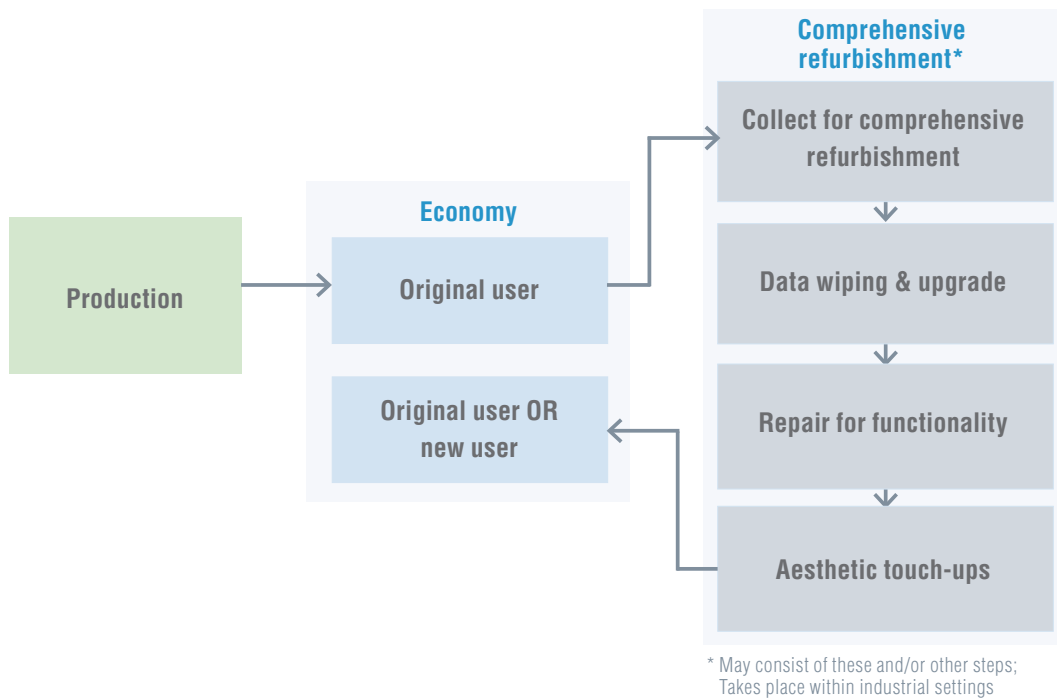 Production
Economy
Original user
Original user OR
new user
Comprehensive
refurbishment*
Collect for comprehensive
refurbishment
Data wiping & upgrade
Repair for functionality
Aesthetic touch-ups
* May consist of these and/or other steps;
Takes place within industrial settings